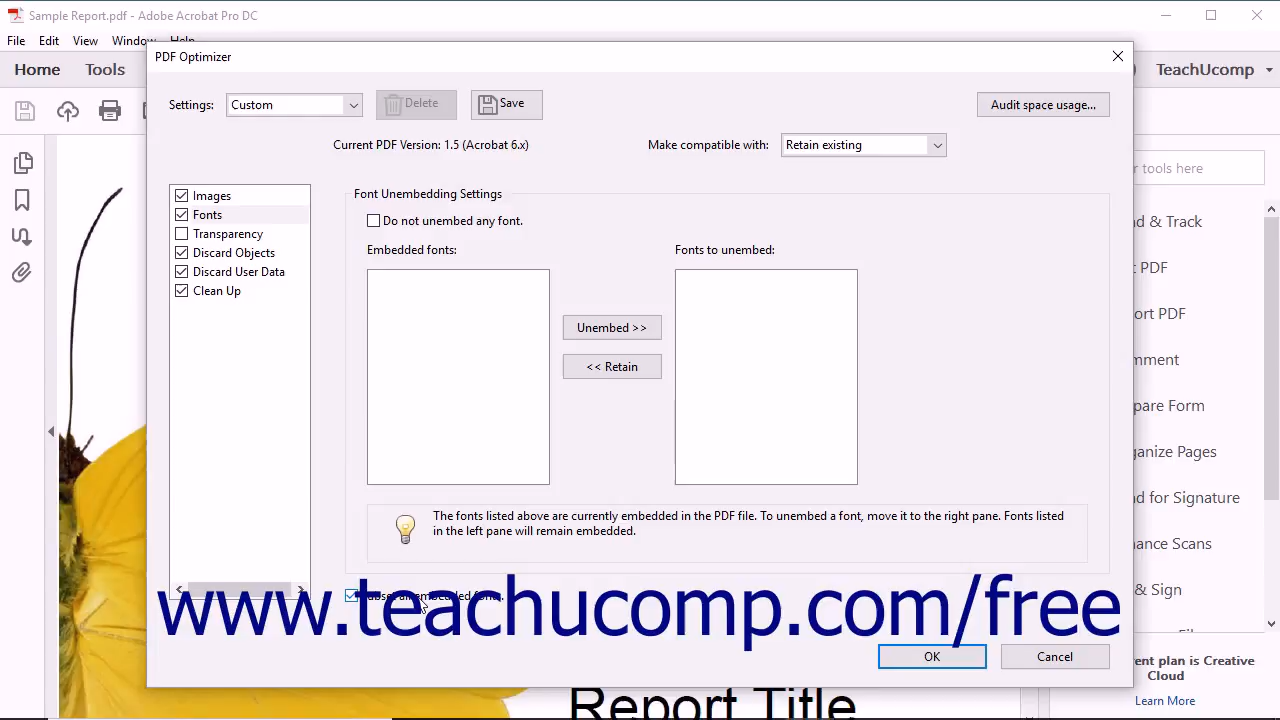 Sample Report.pdf - Adobe Acrobat Pro DC
File Edit View Window Help
PDF Optimizer
Home Tools
TeachUcomp
Settings: Custom Delete Save Audit space usage...
Current PDF Version: 1.5 (Acrobat 6.x) Make compatible with: Retain existing
Images
Fonts
Transparency
Discard Objects
Discard User Data
Clean Up
Font Unembedding Settings
Do not unembed any font.
Embedded fonts: Fonts to unembed:
Unembed >>
<< Retain
The fonts listed above are currently embedded in the PDF file. To unembed a font, move it to the right pane. Fonts listed
in the left pane will remain embedded.
www.teachucomp.com/free
OK Cancel
r tools here
d & Track
PDF
ort PDF
mment
pare Form
ganize Pages
d for Signature
ance Scans
& Sign
ent plan is Creative
Cloud
Learn More
Report Title